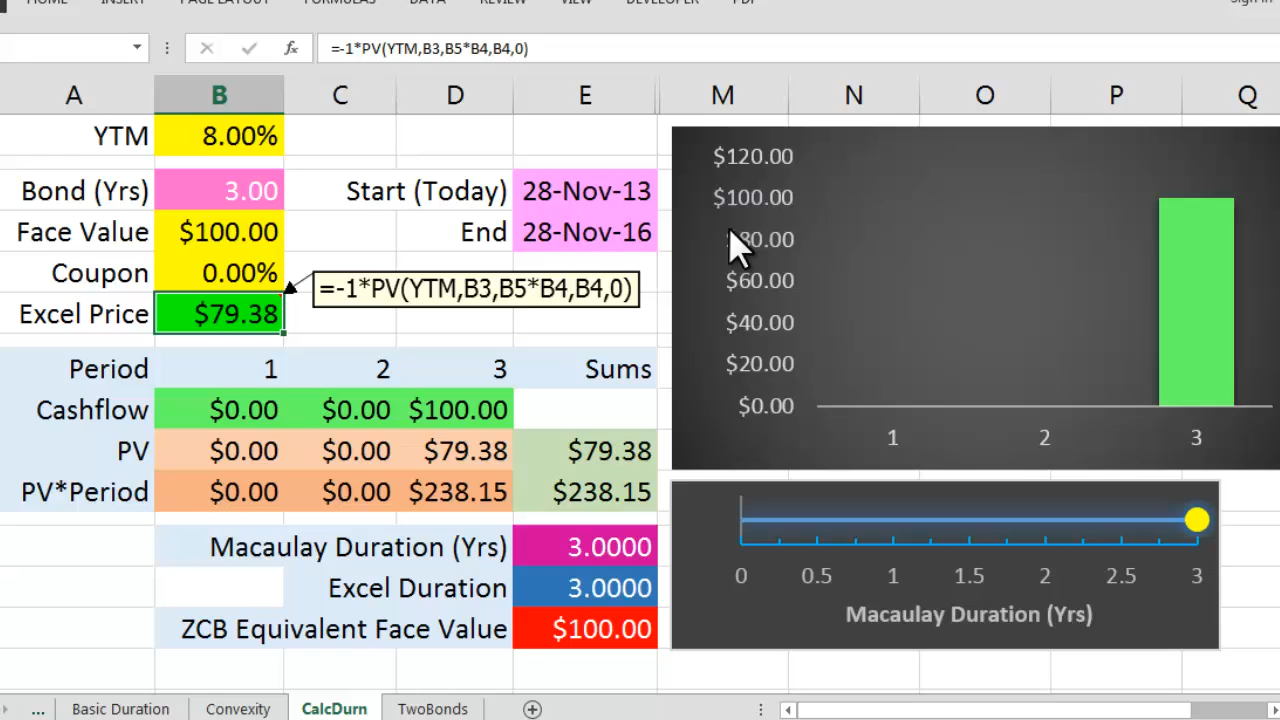 HOME INSERT PAGE LAYOUT FORMULAS DATA REVIEW VIEW DEVELOPER PDF Sign in
fx =-1*PV(YTM,B3,B5*B4,B4,0)
A B C D E M N O P Q
YTM 8.00%
Bond (Yrs) 3.00 Start (Today) 28-Nov-13
Face Value $100.00 End 28-Nov-16
Coupon 0.00%
=-1*PV(YTM,B3,B5*B4,B4,0)
Excel Price $79.38
Period 1 2 3 Sums
Cashflow $0.00 $0.00 $100.00
PV $0.00 $0.00 $79.38 $79.38
PV*Period $0.00 $0.00 $238.15 $238.15
Macaulay Duration (Yrs) 3.0000
Excel Duration 3.0000
ZCB Equivalent Face Value $100.00
$120.00
$100.00
$80.00
$60.00
$40.00
$20.00
$0.00
1 2 3
0 0.5 1 1.5 2 2.5 3
Macaulay Duration (Yrs)
... Basic Duration Convexity CalcDurn TwoBonds